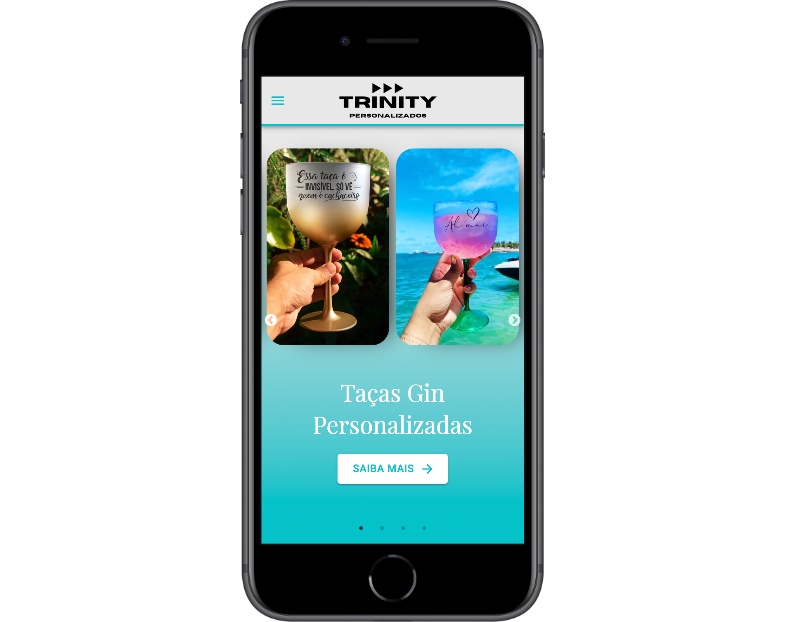 TRINITY
PERSONALIZADOS
Essa taça é
INVISÍVEL, SÓ VÊ
quem é cachaceiro
Ah mar
Taças Gin
Personalizadas
SAIBA MAIS